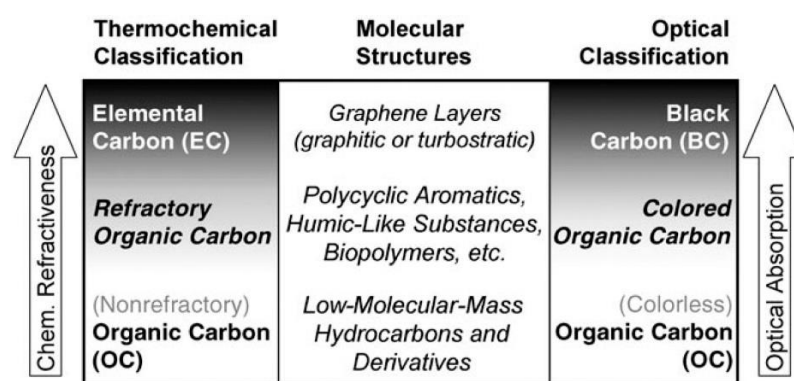 Thermochemical
Classification
Molecular
Structures
Optical
Classification
Chem. Refractiveness
Elemental
Carbon (EC)
Graphene Layers
(graphitic or turbostratic)
Black
Carbon (BC)
Refractory
Organic Carbon
Polycyclic Aromatics,
Humic-Like Substances,
Biopolymers, etc.
Colored
Organic Carbon
(Nonrefractory)
Organic Carbon
(OC)
Low-Molecular-Mass
Hydrocarbons and
Derivatives
(Colorless)
Organic Carbon
(OC)
Optical Absorption